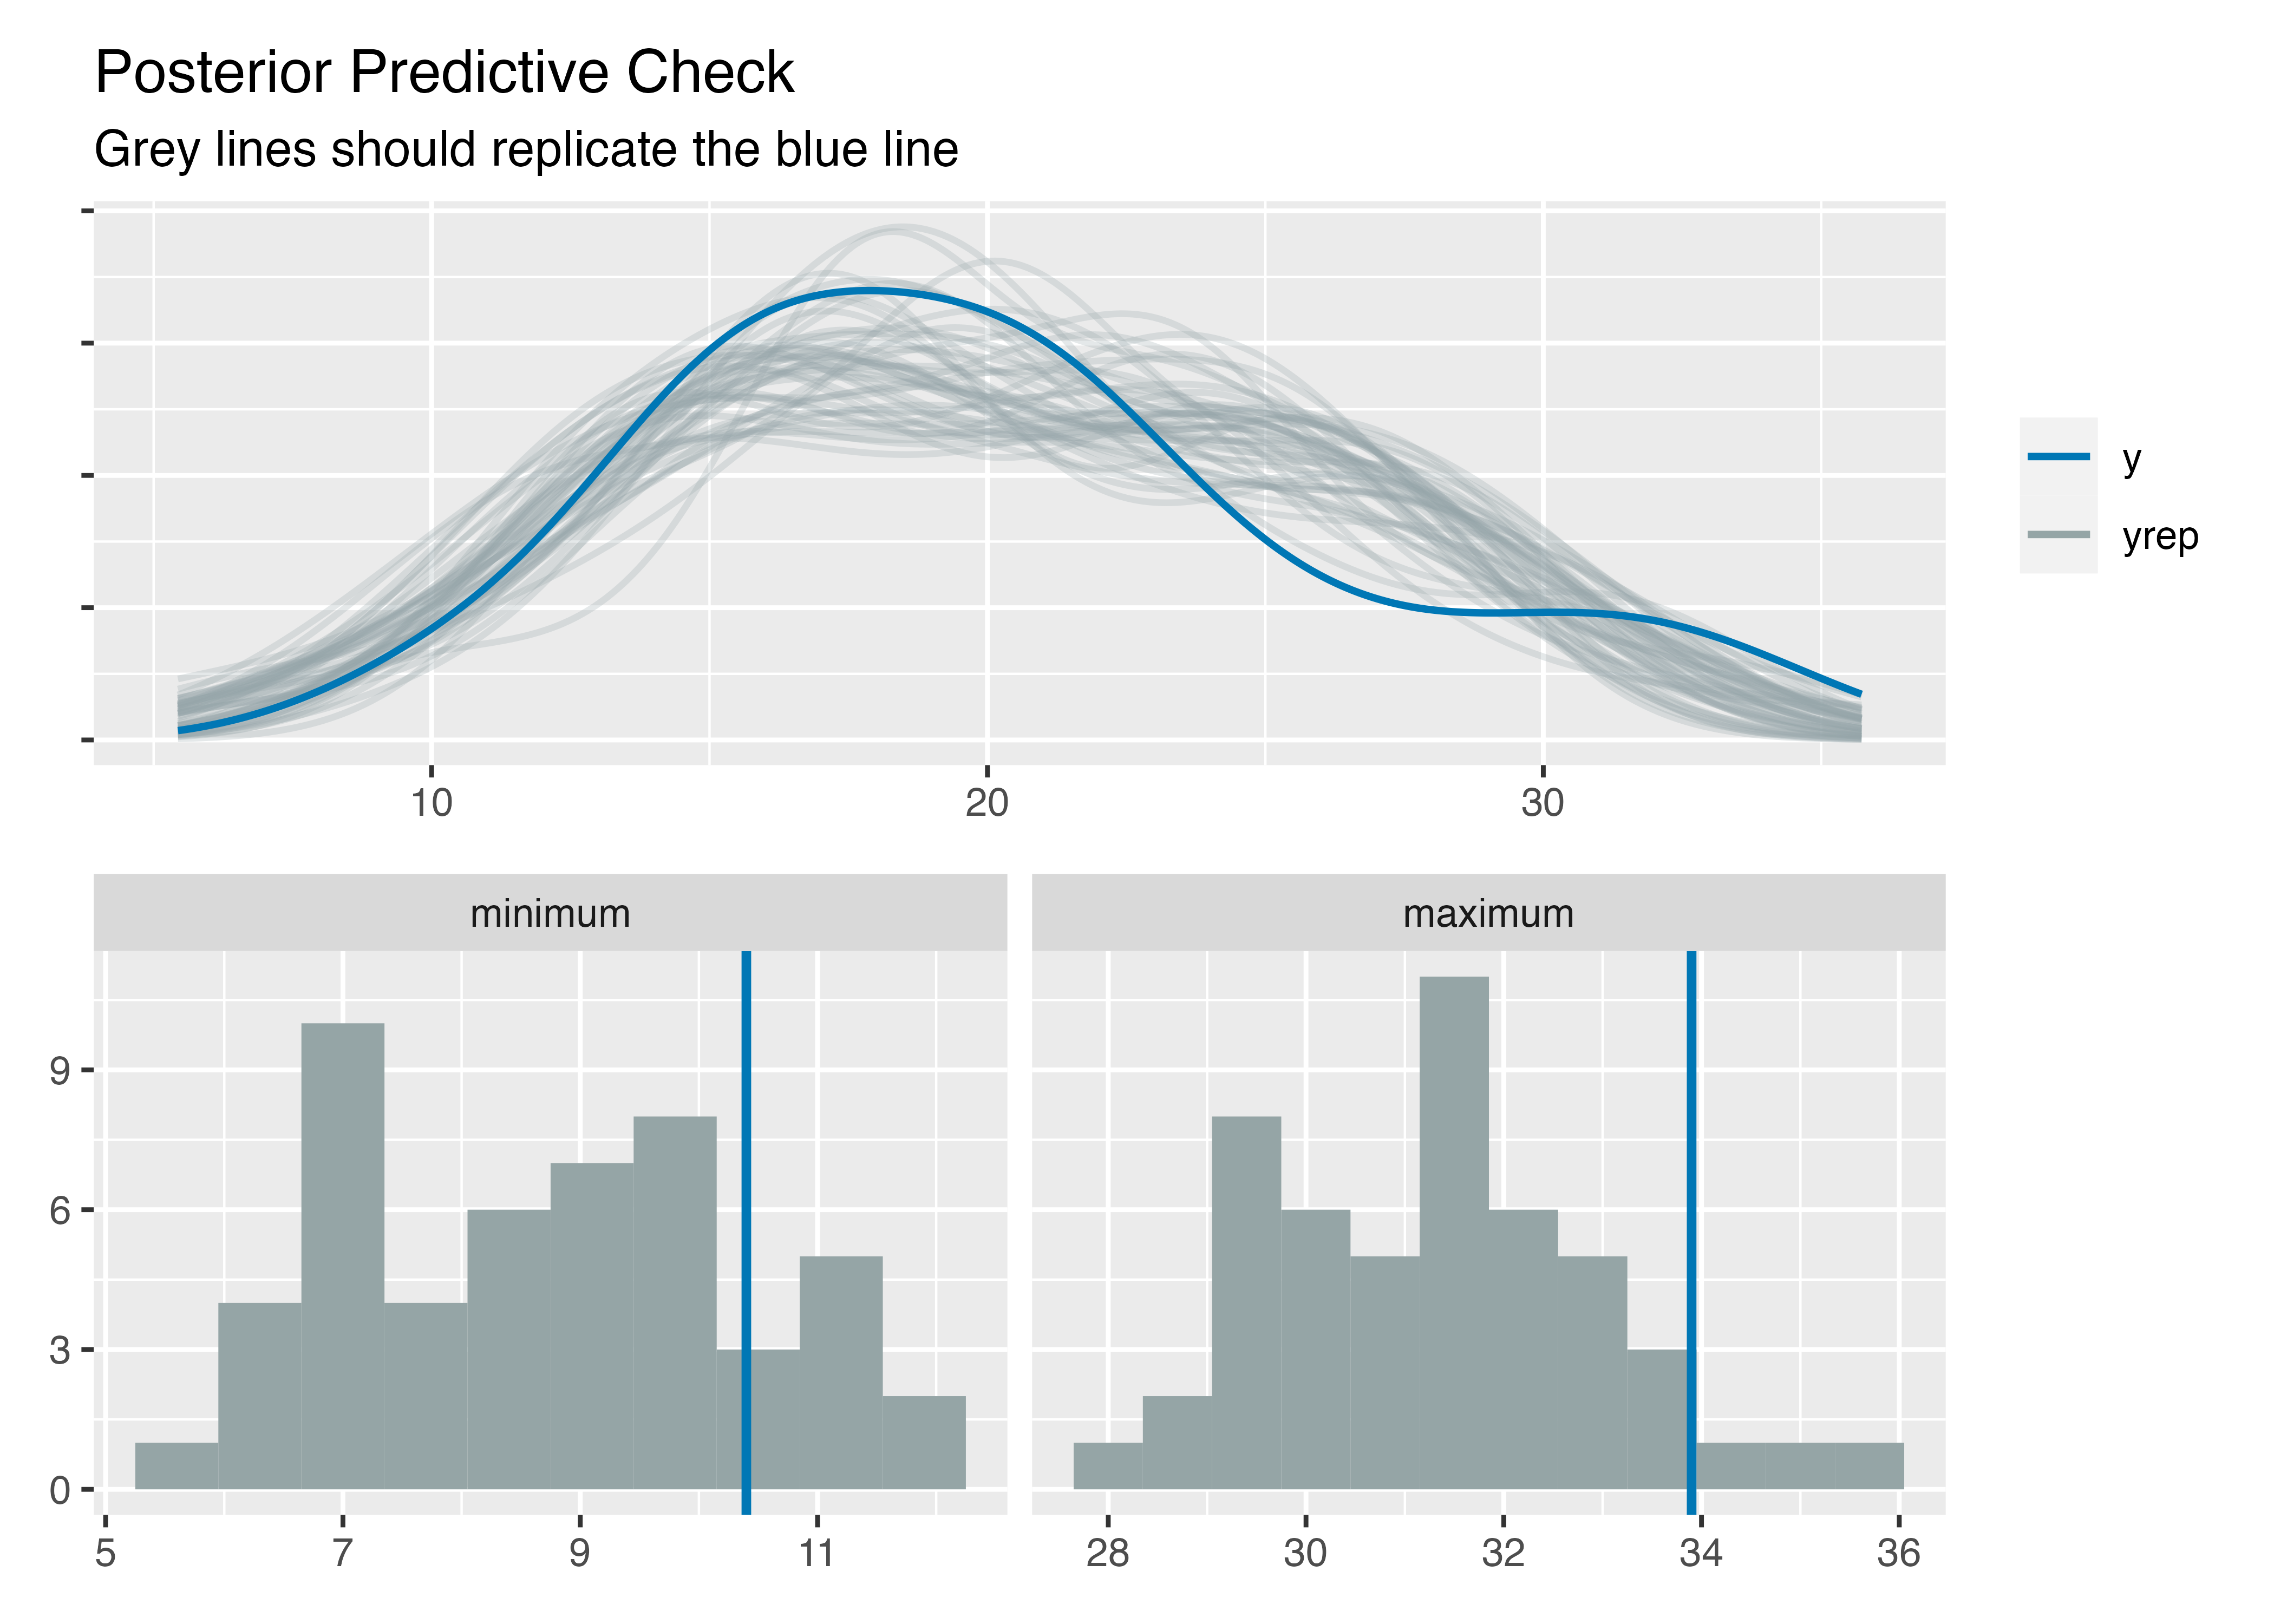 Posterior Predictive Check
Grey lines should replicate the blue line
y
yrep
10 20 30
minimum maximum
9
6
3
0
5 7 9 11 28 30 32 34 36